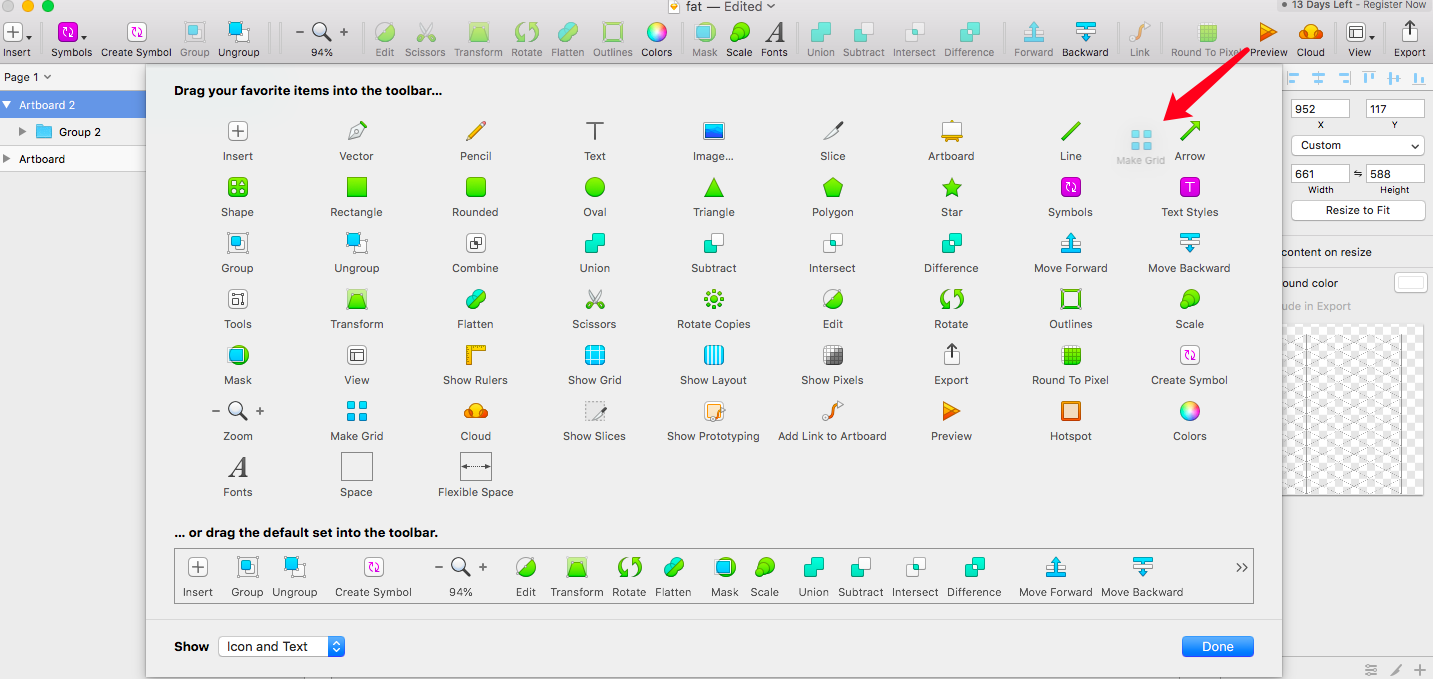 fat — Edited
13 Days Left - Register Now
Insert Symbols Create Symbol Group Ungroup 94% Edit Scissors Transform Rotate Flatten Outlines Colors Mask Scale Fonts Union Subtract Intersect Difference Forward Backward Link Round To Pixel Preview Cloud View Export
Page 1
Artboard 2
Group 2
Artboard
Drag your favorite items into the toolbar...
Insert Vector Pencil Text Image... Slice Artboard Line Make Grid Arrow
Shape Rectangle Rounded Oval Triangle Polygon Star Symbols Text Styles
Group Ungroup Combine Union Subtract Intersect Difference Move Forward Move Backward
Tools Transform Flatten Scissors Rotate Copies Edit Rotate Outlines Scale
Mask View Show Rulers Show Grid Show Layout Show Pixels Export Round To Pixel Create Symbol
Zoom Make Grid Cloud Show Slices Show Prototyping Add Link to Artboard Preview Hotspot Colors
Fonts Space Flexible Space
... or drag the default set into the toolbar.
Insert Group Ungroup Create Symbol 94% Edit Transform Rotate Flatten Mask Scale Union Subtract Intersect Difference Move Forward Move Backward
Show Icon and Text Done
952 117
X Y
Custom
661 588
Width Height
Resize to Fit
content on resize
ound color
ude in Export